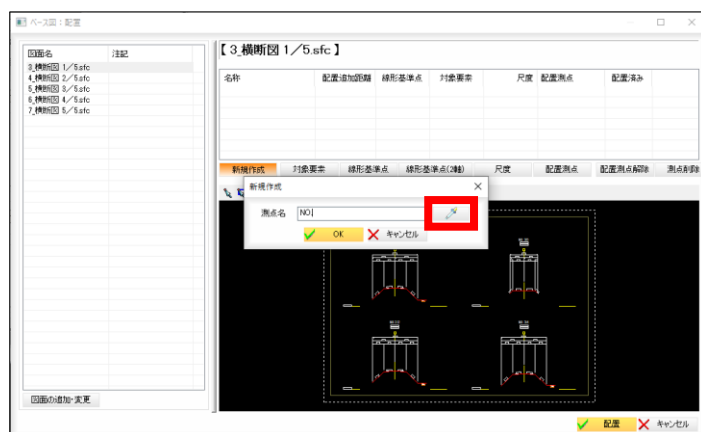 ベース図：配置
図面名 注記
3_横断図 1／5.sfc
4_横断図 2／5.sfc
5_横断図 3／5.sfc
6_横断図 4／5.sfc
7_横断図 5／5.sfc
図面の追加・変更
【 3_横断図 1／5.sfc 】
名称 配置追加距離 線形基準点 対象要素 尺度 配置測点 配置済み
新規作成 対象要素 線形基準点 線形基準点(2軸) 尺度 配置測点 配置測点解除 測点削除
新規作成
測点名 NO.
OK キャンセル
配置 キャンセル